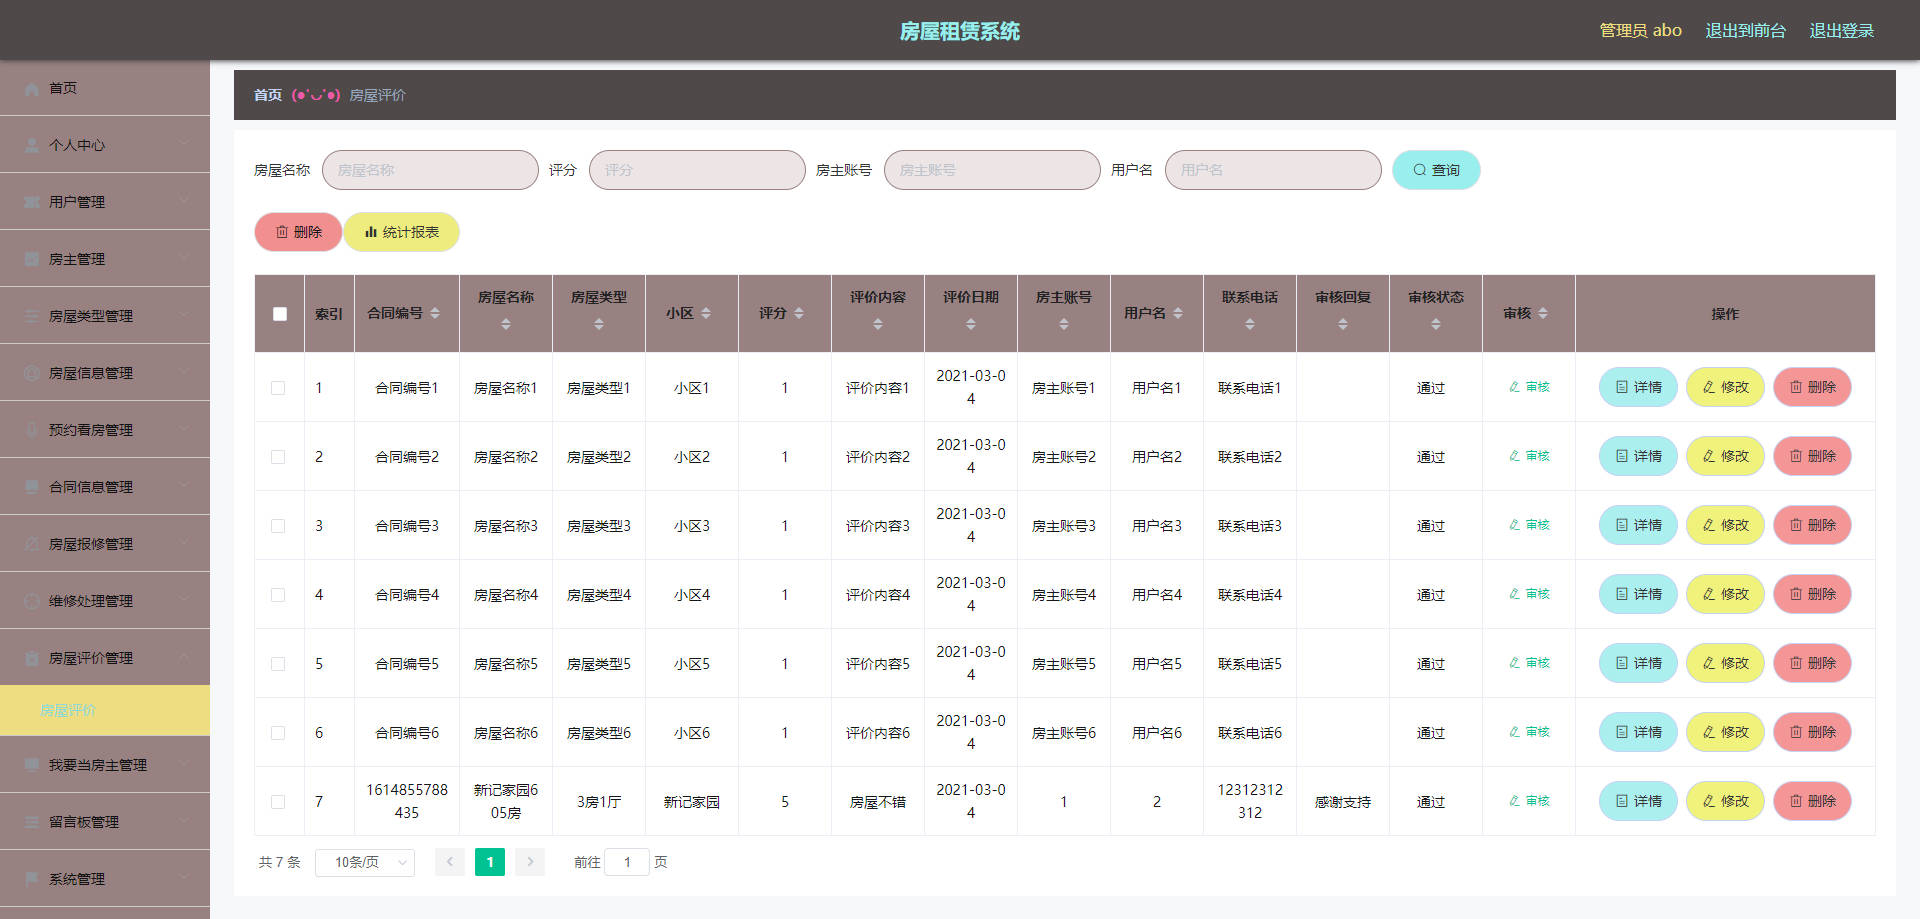 房屋租赁系统
管理员 abo 退出到前台 退出登录
首页
个人中心
用户管理
房主管理
房屋类型管理
房屋信息管理
预约看房管理
合同信息管理
房屋报修管理
维修处理管理
房屋评价管理
房屋评价
我要当房主管理
留言板管理
系统管理
首页 (●'◡'●) 房屋评价
房屋名称 房屋名称 评分 评分 房主账号 房主账号 用户名 用户名 查询
删除 统计报表
索引 合同编号 房屋名称 房屋类型 小区 评分 评价内容 评价日期 房主账号 用户名 联系电话 审核回复 审核状态 审核 操作
1 合同编号1 房屋名称1 房屋类型1 小区1 1 评价内容1 2021-03-04 房主账号1 用户名1 联系电话1 通过 审核 详情 修改 删除
2 合同编号2 房屋名称2 房屋类型2 小区2 1 评价内容2 2021-03-04 房主账号2 用户名2 联系电话2 通过 审核 详情 修改 删除
3 合同编号3 房屋名称3 房屋类型3 小区3 1 评价内容3 2021-03-04 房主账号3 用户名3 联系电话3 通过 审核 详情 修改 删除
4 合同编号4 房屋名称4 房屋类型4 小区4 1 评价内容4 2021-03-04 房主账号4 用户名4 联系电话4 通过 审核 详情 修改 删除
5 合同编号5 房屋名称5 房屋类型5 小区5 1 评价内容5 2021-03-04 房主账号5 用户名5 联系电话5 通过 审核 详情 修改 删除
6 合同编号6 房屋名称6 房屋类型6 小区6 1 评价内容6 2021-03-04 房主账号6 用户名6 联系电话6 通过 审核 详情 修改 删除
7 1614855788435 新记家园605房 3房1厅 新记家园 5 房屋不错 2021-03-04 1 2 12312312312 感谢支持 通过 审核 详情 修改 删除
共 7 条 10条/页 1 前往 1 页